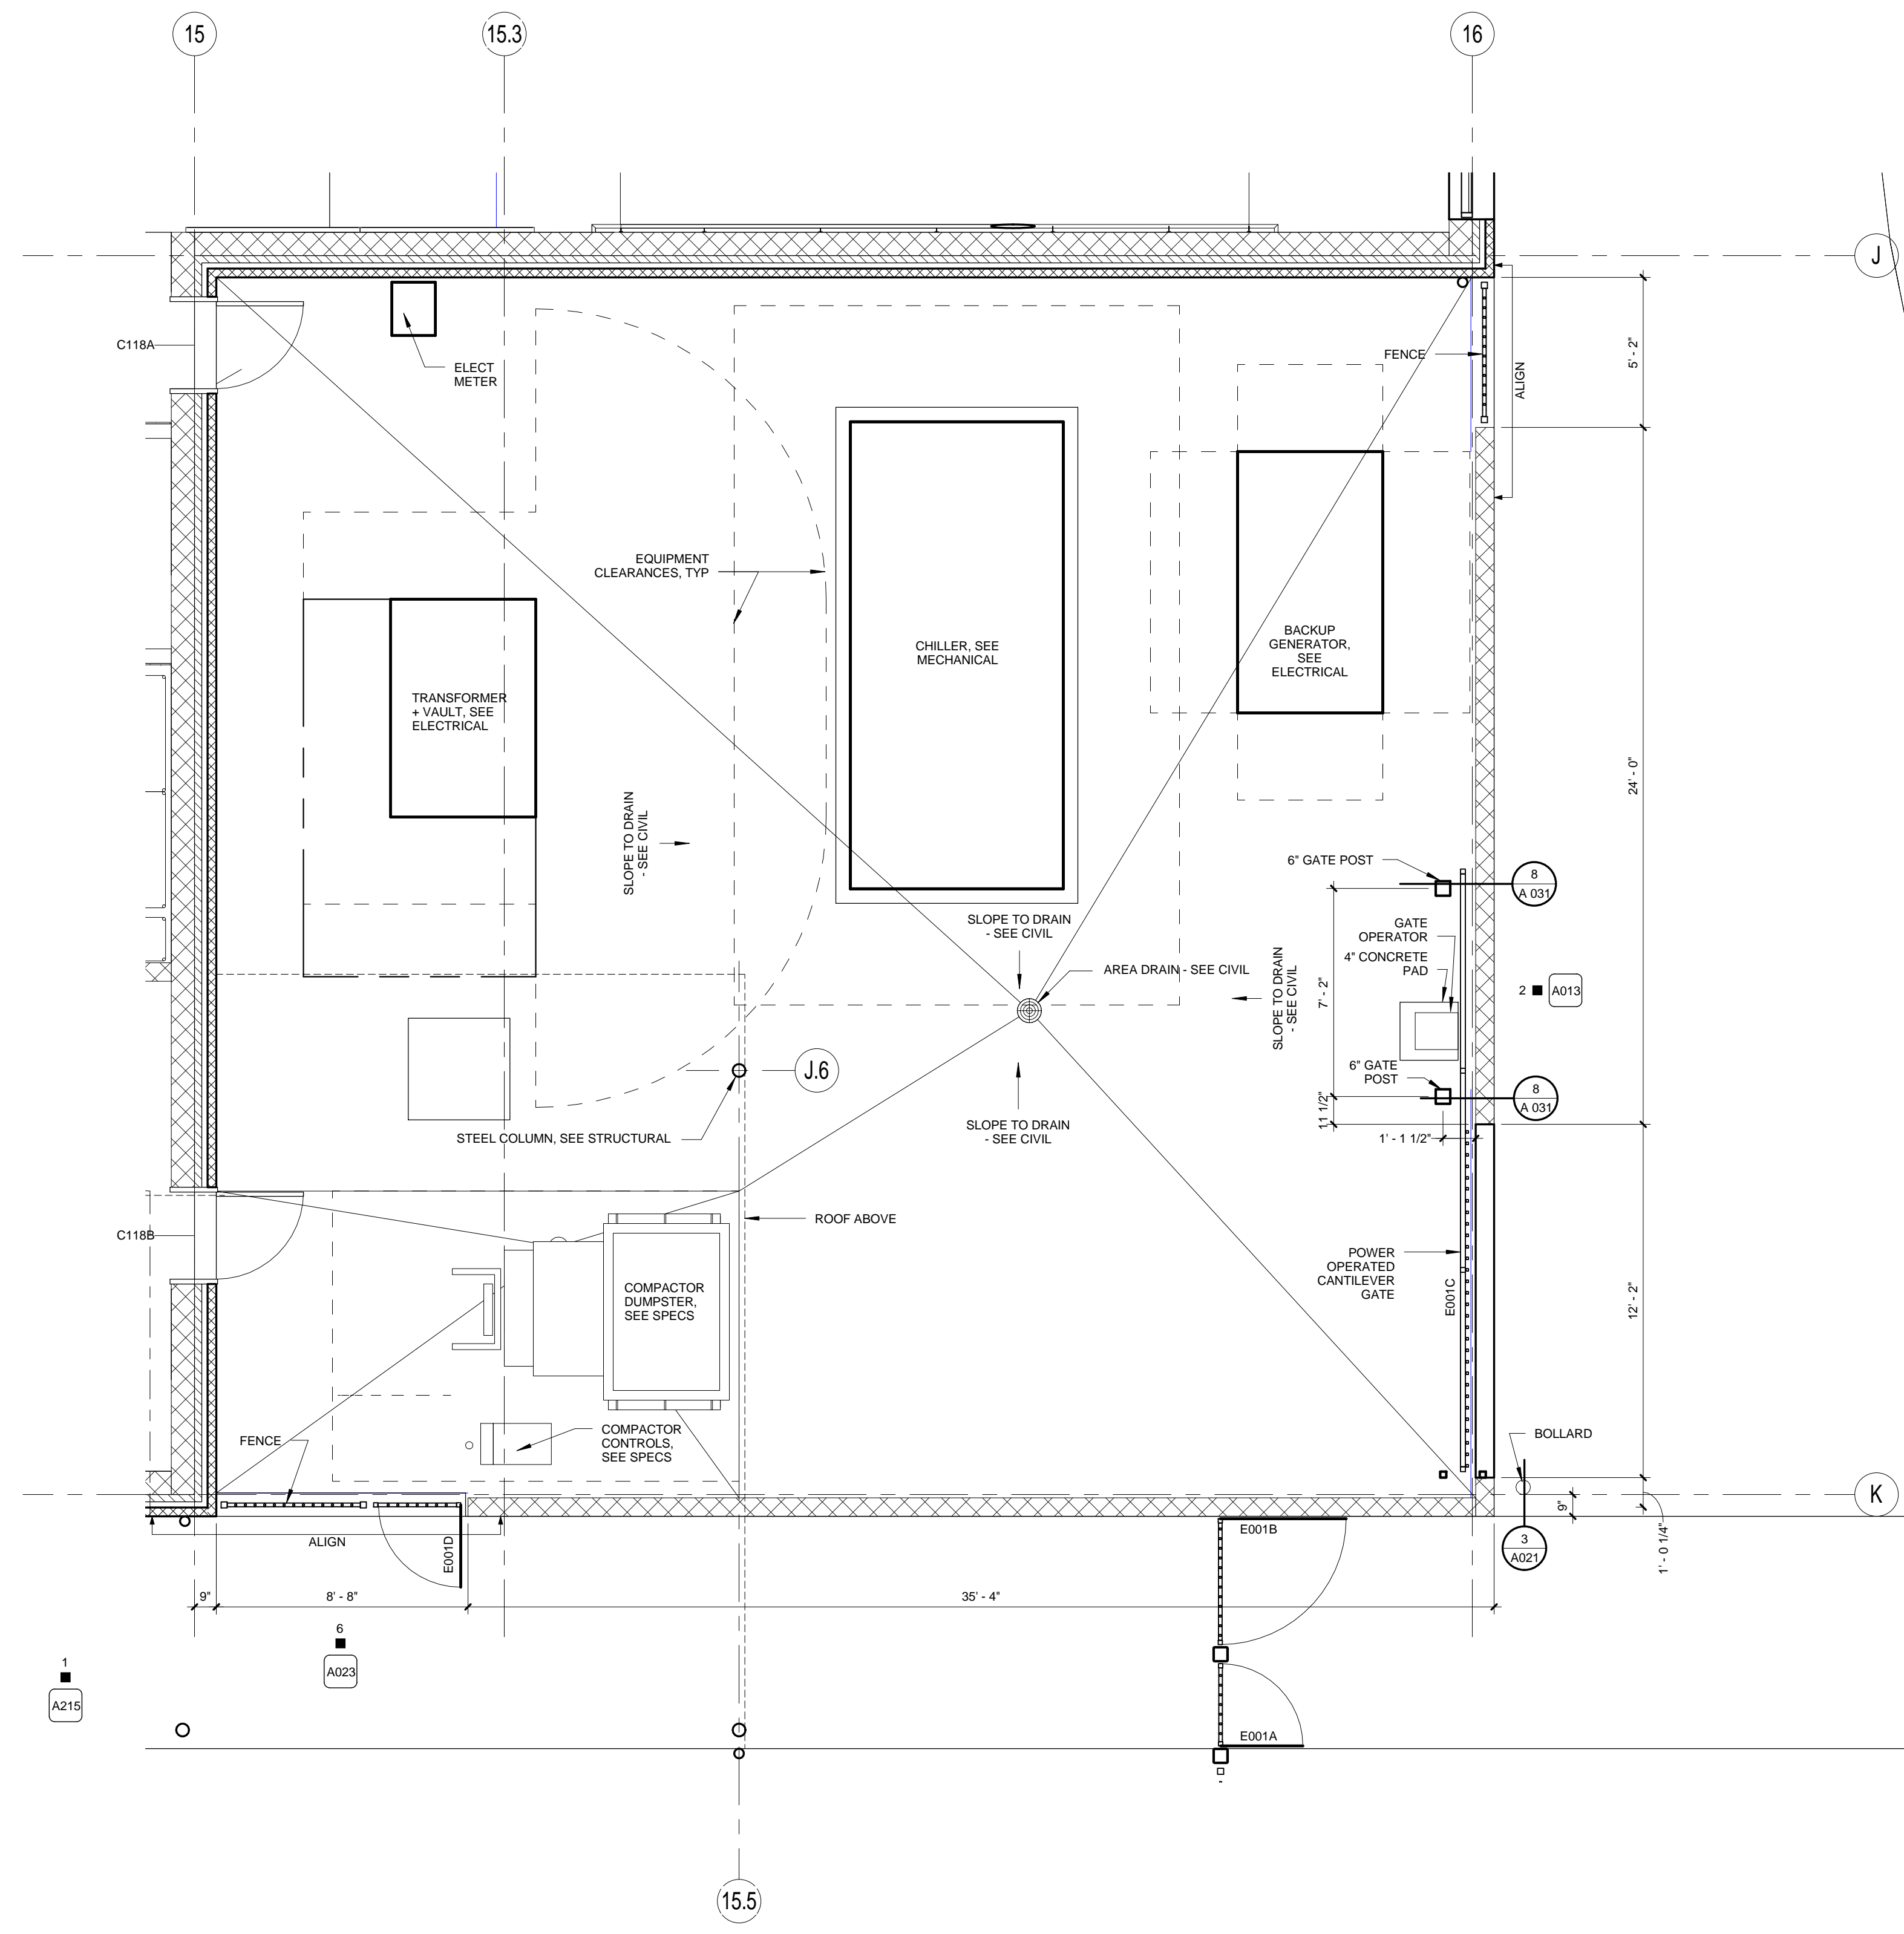 15
15.3
16
J
C118A
ELECT
METER
FENCE
ALIGN
5' - 2"
EQUIPMENT
CLEARANCES, TYP
CHILLER, SEE
MECHANICAL
BACKUP
GENERATOR,
SEE
ELECTRICAL
TRANSFORMER
+ VAULT, SEE
ELECTRICAL
24' - 0"
SLOPE TO DRAIN
- SEE CIVIL
6" GATE POST
8
A 031
SLOPE TO DRAIN
- SEE CIVIL
GATE
OPERATOR
4" CONCRETE
PAD
AREA DRAIN - SEE CIVIL
SLOPE TO DRAIN
- SEE CIVIL
7' - 2"
2
A013
J.6
6" GATE
POST
8
A 031
11 1/2"
1' - 1 1/2"
STEEL COLUMN, SEE STRUCTURAL
SLOPE TO DRAIN
- SEE CIVIL
C118B
ROOF ABOVE
POWER
OPERATED
CANTILEVER
GATE
E001C
12' - 2"
COMPACTOR
DUMPSTER,
SEE SPECS
COMPACTOR
CONTROLS,
SEE SPECS
FENCE
BOLLARD
K
9"
1' - 0 1/4"
3
A021
ALIGN
E001D
E001B
9"
8' - 8"
35' - 4"
6
A023
1
A215
E001A
15.5